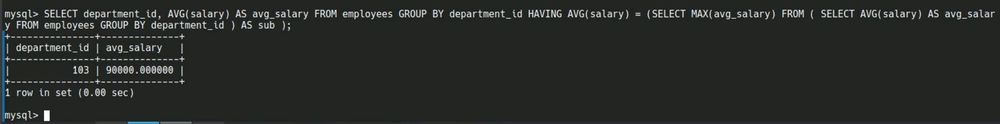 mysql> SELECT department_id, AVG(salary) AS avg_salary FROM employees GROUP BY department_id HAVING AVG(salary) = (SELECT MAX(avg_salary) FROM ( SELECT AVG(salary) AS avg_salar
y FROM employees GROUP BY department_id ) AS sub );
+---------------+--------------+
| department_id | avg_salary   |
+---------------+--------------+
|           103 | 90000.000000 |
+---------------+--------------+
1 row in set (0.00 sec)
mysql>